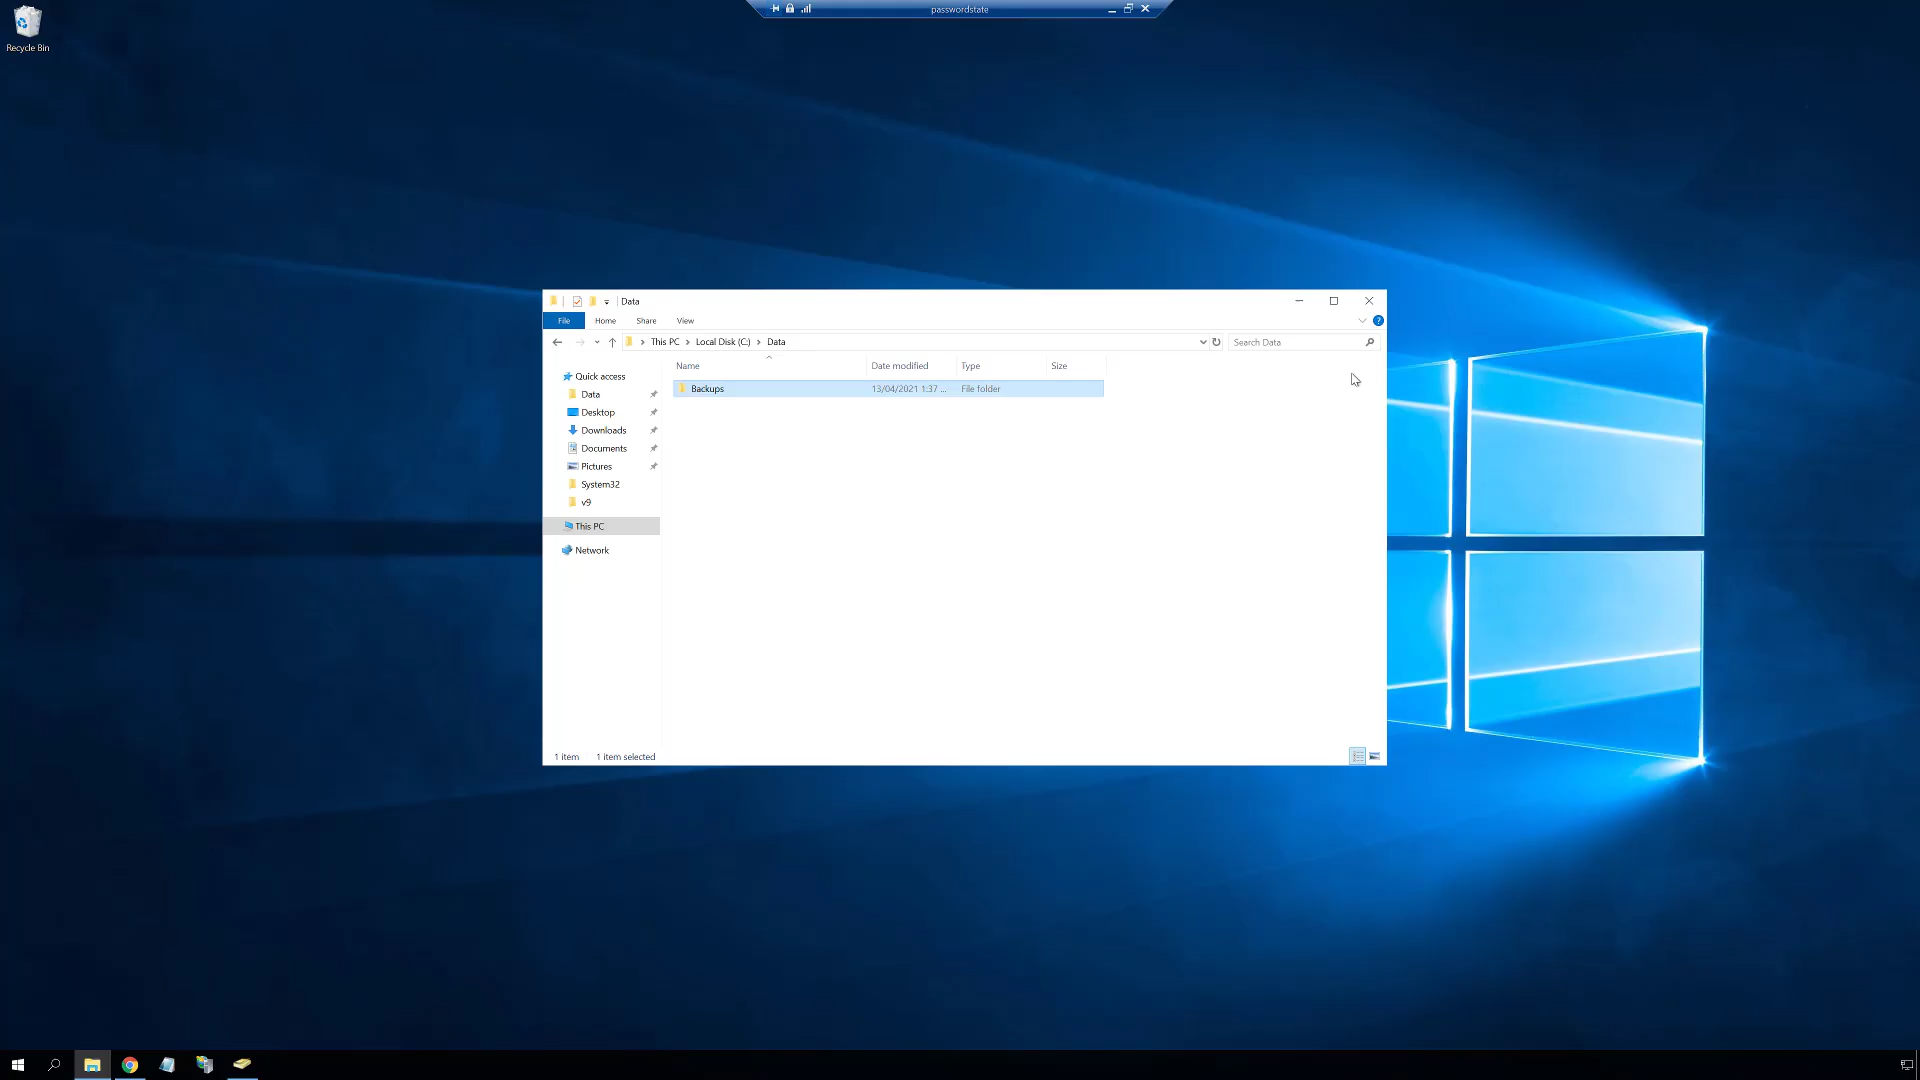 passwordstate
Recycle Bin
Data
File Home Share View
This PC Local Disk (C:) Data
Search Data
Name Date modified Type Size
Backups 13/04/2021 1:37 ... File folder
Quick access
Data
Desktop
Downloads
Documents
Pictures
System32
v9
This PC
Network
1 item 1 item selected